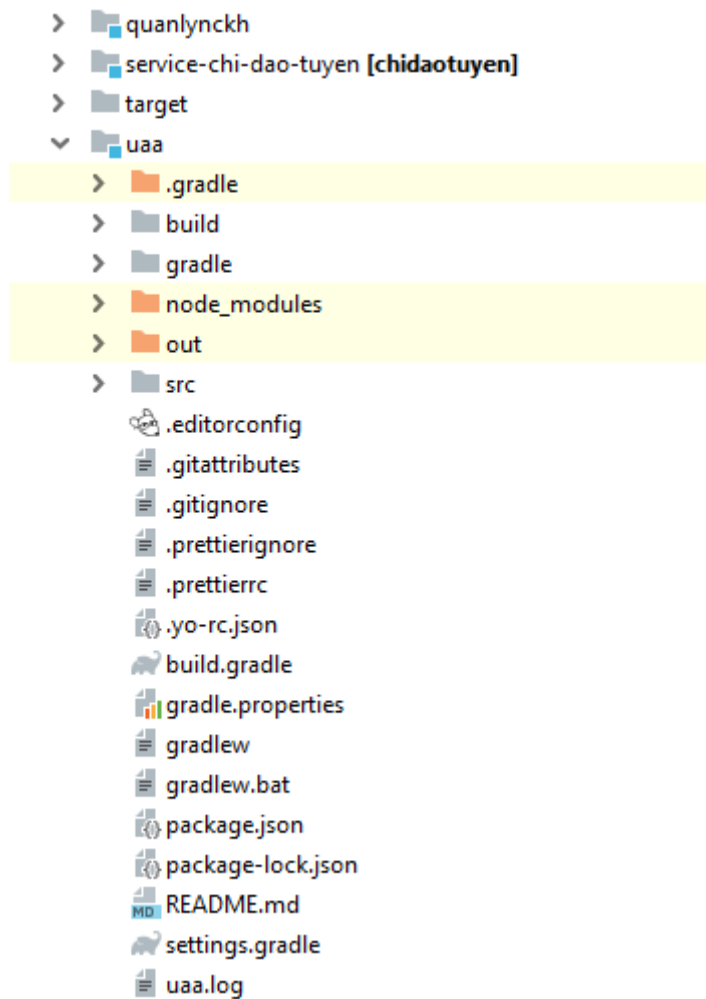 quanlynckh
service-chi-dao-tuyen [chidaotuyen]
target
uaa
.gradle
build
gradle
node_modules
out
src
.editorconfig
.gitattributes
.gitignore
.prettierignore
.prettierrc
.yo-rc.json
build.gradle
gradle.properties
gradlew
gradlew.bat
package.json
package-lock.json
MD README.md
settings.gradle
uaa.log